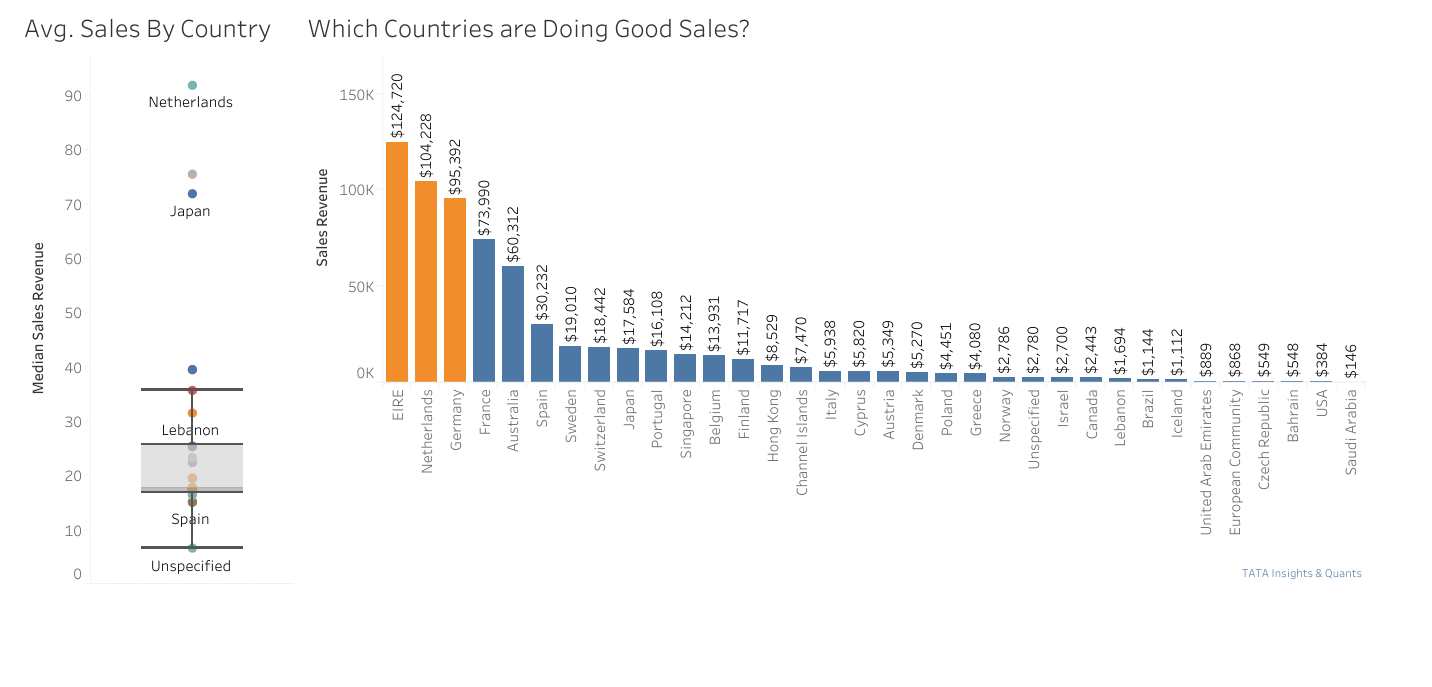 Avg. Sales By Country
Which Countries are Doing Good Sales?
Median Sales Revenue
90
80
70
60
50
40
30
20
10
0
Netherlands
Japan
Lebanon
Spain
Unspecified
Sales Revenue
150K
100K
50K
0K
$124,720
$104,228
$95,392
$73,990
$60,312
$30,232
$19,010
$18,442
$17,584
$16,108
$14,212
$13,931
$11,717
$8,529
$7,470
$5,938
$5,820
$5,349
$5,270
$4,451
$4,080
$2,786
$2,780
$2,700
$2,443
$1,694
$1,144
$1,112
$889
$868
$549
$548
$384
$146
EIRE
Netherlands
Germany
France
Australia
Spain
Sweden
Switzerland
Japan
Portugal
Singapore
Belgium
Finland
Hong Kong
Channel Islands
Italy
Cyprus
Austria
Denmark
Poland
Greece
Norway
Unspecified
Israel
Canada
Lebanon
Brazil
Iceland
United Arab Emirates
European Community
Czech Republic
Bahrain
USA
Saudi Arabia
TATA Insights & Quants